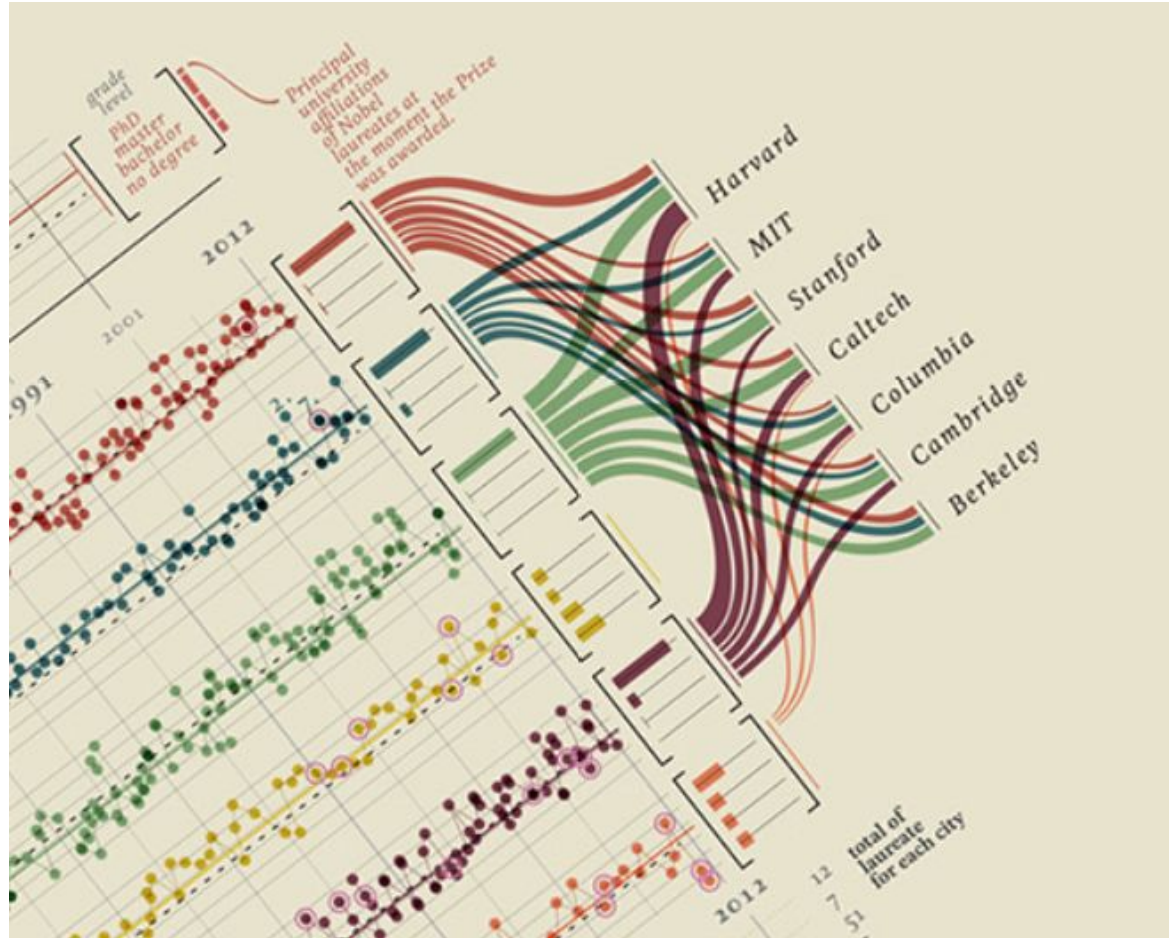 grade
level
PhD
master
bachelor
no degree
Principal
university
affiliations
of Nobel
laureates at
the moment the Prize
was awarded.
2012
2001
1991
Harvard
MIT
Stanford
Caltech
Columbia
Cambridge
Berkeley
2012
total of
laureate
for each city
12
7
51